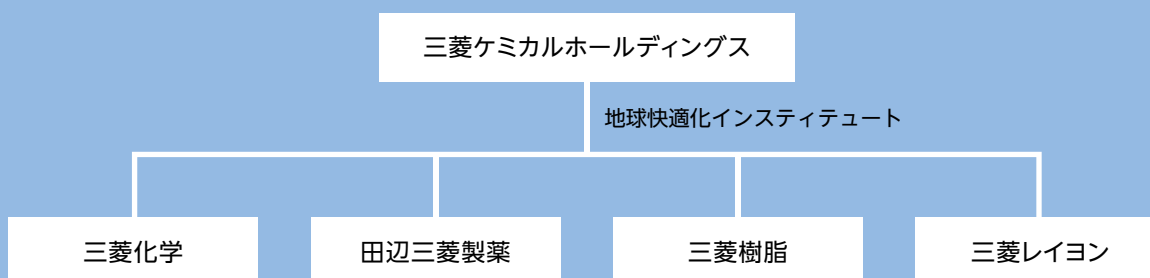 三菱ケミカルホールディングス
地球快適化インスティテュート
三菱化学
田辺三菱製薬
三菱樹脂
三菱レイヨン